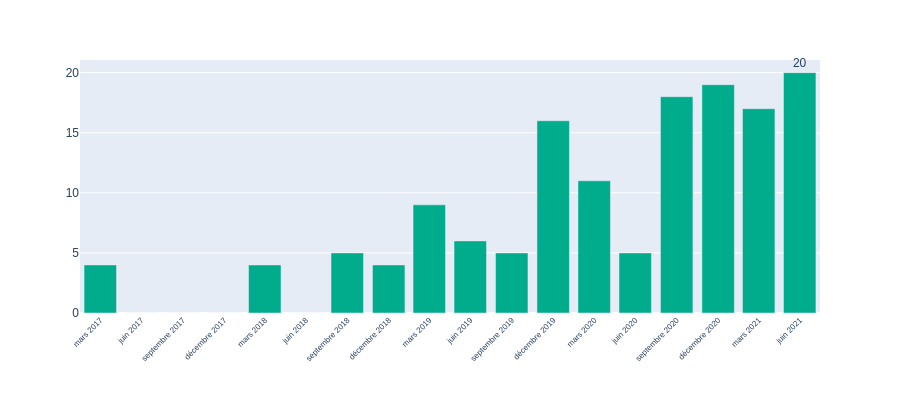 20
20
15
10
5
0
mars 2017
juin 2017
septembre 2017
décembre 2017
mars 2018
juin 2018
septembre 2018
décembre 2018
mars 2019
juin 2019
septembre 2019
décembre 2019
mars 2020
juin 2020
septembre 2020
décembre 2020
mars 2021
juin 2021